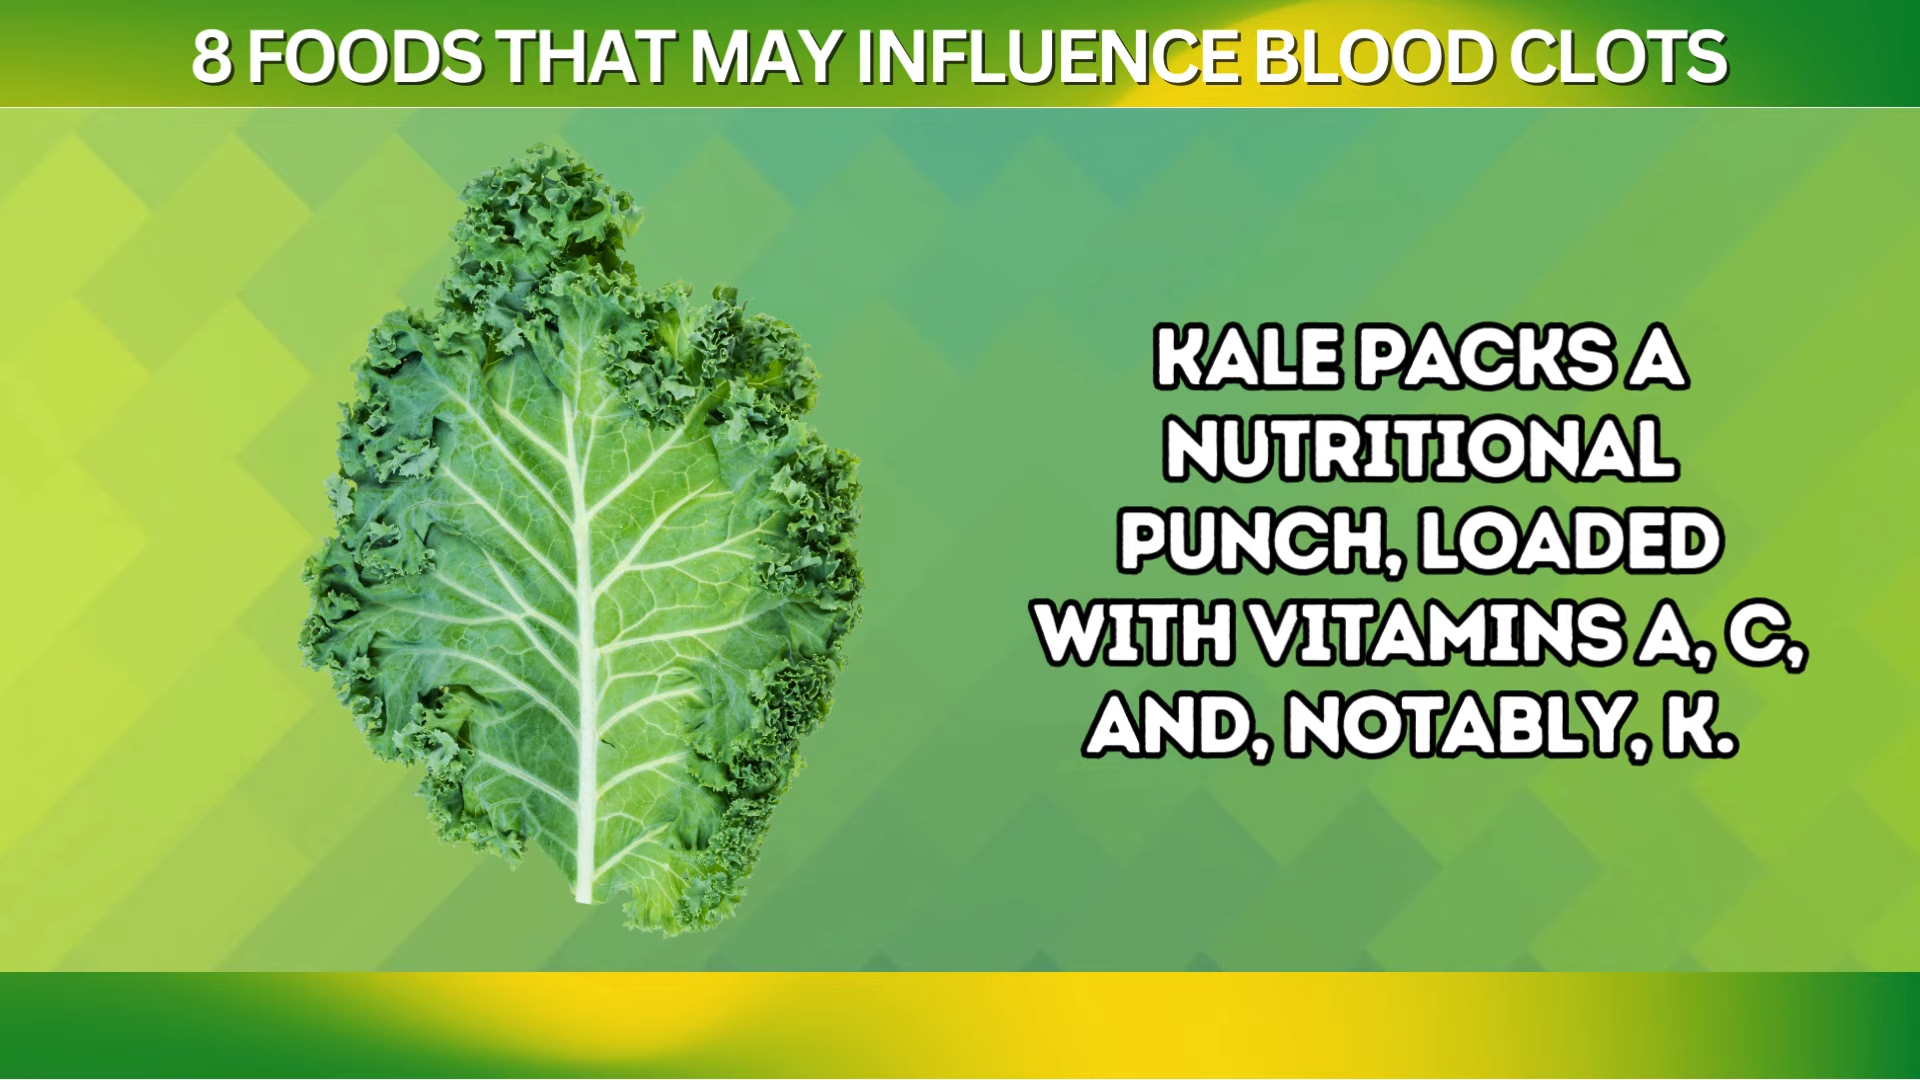 8 FOODS THAT MAY INFLUENCE BLOOD CLOTS
KALE PACKS A
NUTRITIONAL
PUNCH, LOADED
WITH VITAMINS A, C,
AND, NOTABLY, K.